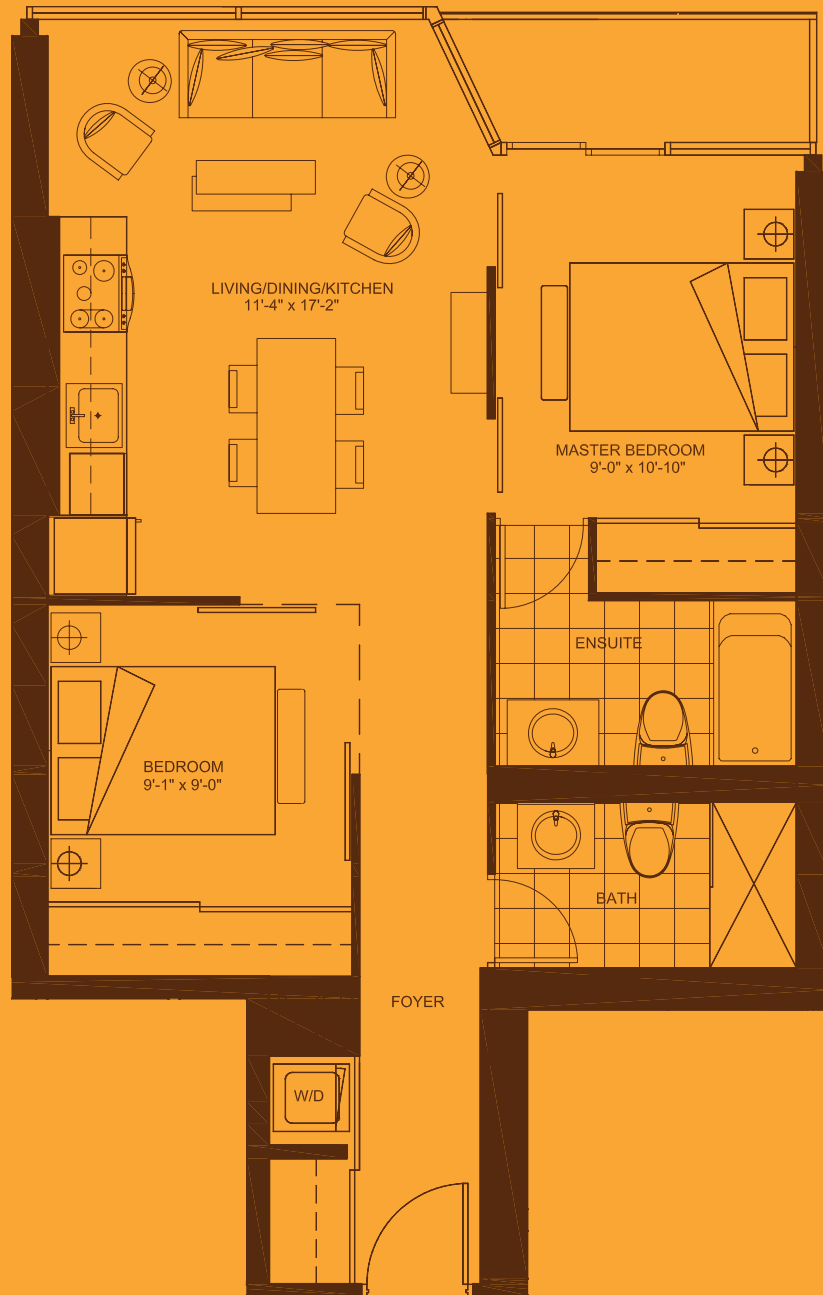 LIVING/DINING/KITCHEN
11'-4" x 17'-2"
MASTER BEDROOM
9'-0" x 10'-10"
ENSUITE
BEDROOM
9'-1" x 9'-0"
BATH
FOYER
W/D